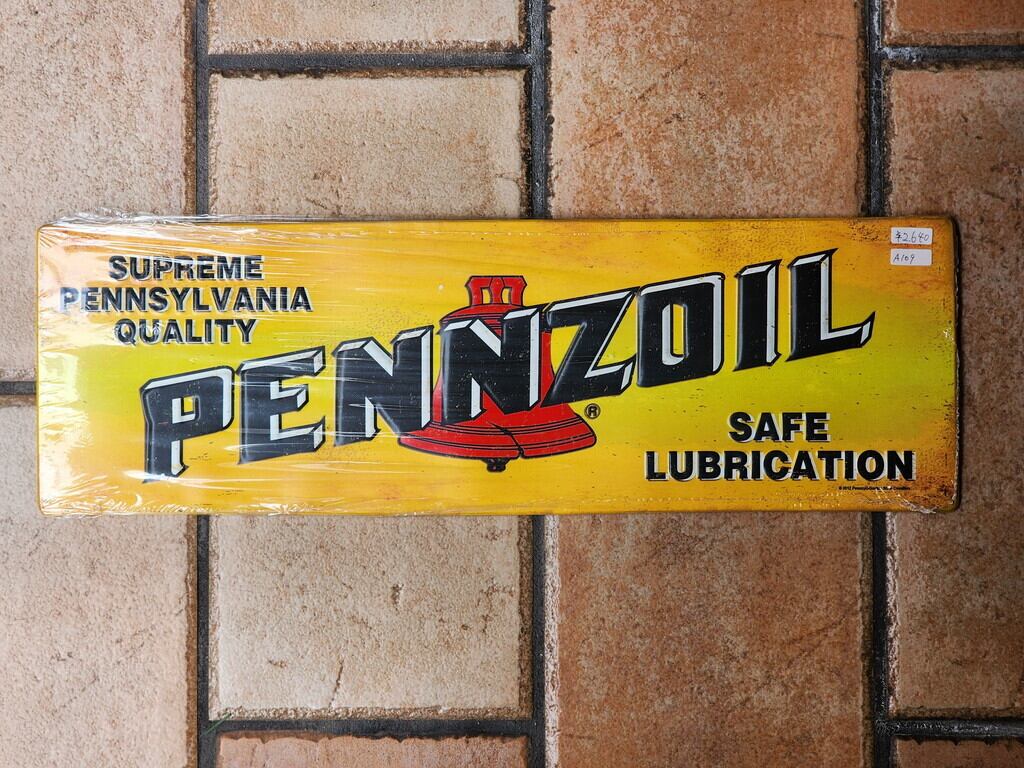 SUPREME
PENNSYLVANIA
QUALITY
PENNZOIL
®
SAFE
LUBRICATION
¥2,640
A109